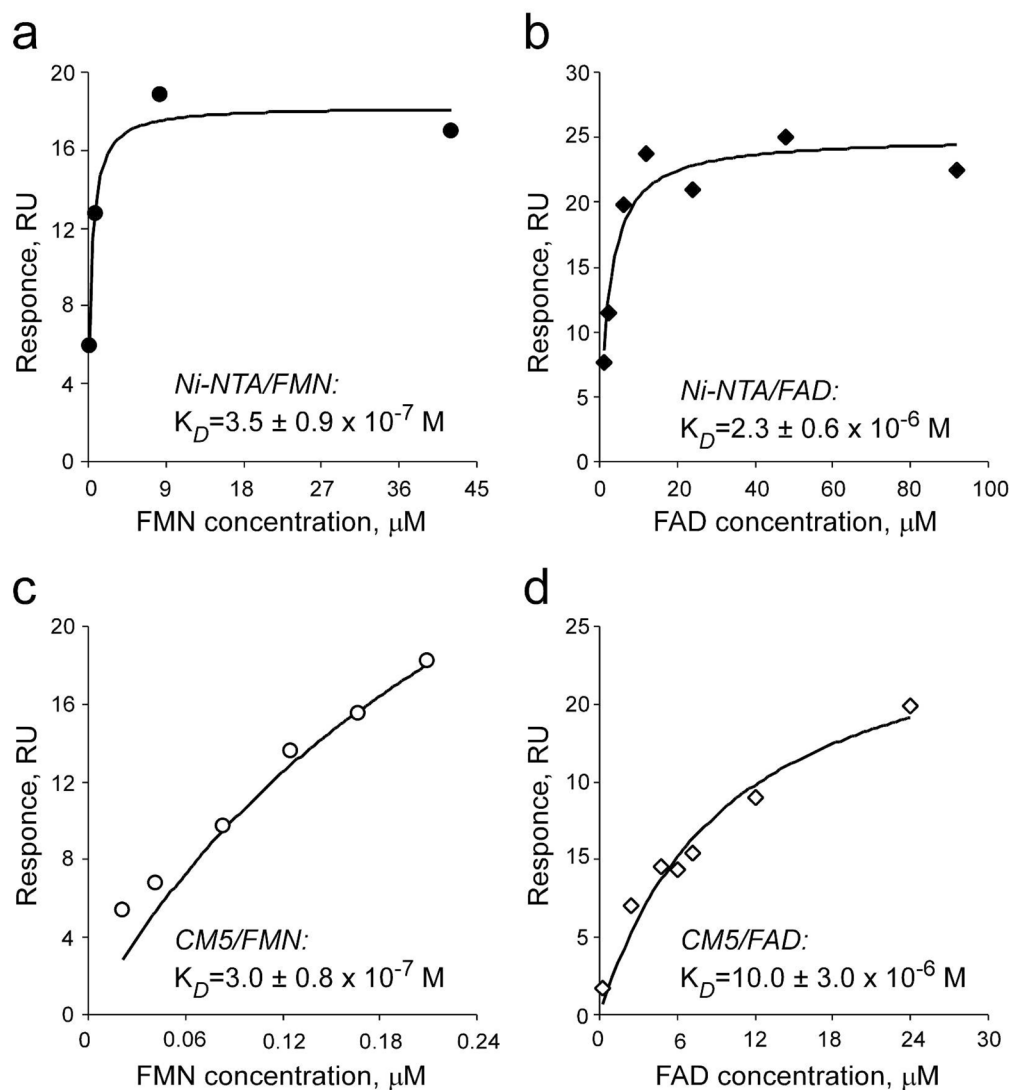 a
20
16
12
8
4
0
Responce, RU
Ni-NTA/FMN:
K_D=3.5 ± 0.9 x 10⁻⁷ M
0 9 18 27 36 45
FMN concentration, μM
b
30
25
20
15
10
5
0
Responce, RU
Ni-NTA/FAD:
K_D=2.3 ± 0.6 x 10⁻⁶ M
0 20 40 60 80 100
FAD concentration, μM
c
20
16
12
8
4
0
Responce, RU
CM5/FMN:
K_D=3.0 ± 0.8 x 10⁻⁷ M
0 0.06 0.12 0.18 0.24
FMN concentration, μM
d
25
20
10
15
5
0
Responce, RU
CM5/FAD:
K_D=10.0 ± 3.0 x 10⁻⁶ M
0 6 12 18 24 30
FAD concentration, μM